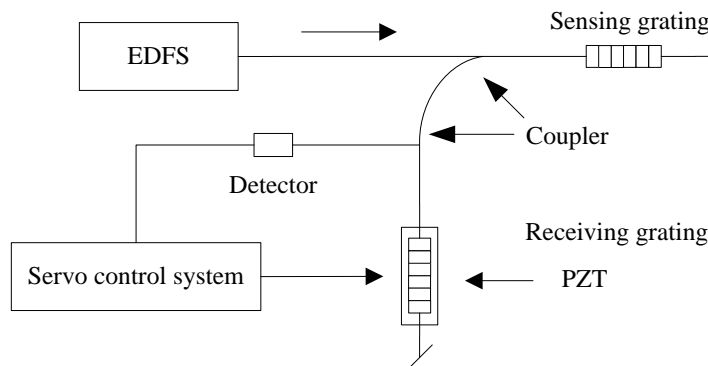 Sensing grating
EDFS
Coupler
Detector
Receiving grating
Servo control system
PZT